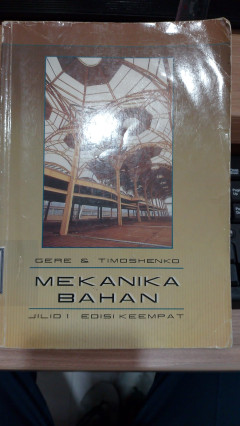 GERE & TIMOSHENKO
MEKANIKA
BAHAN
JILID I EDISI KEEMPAT